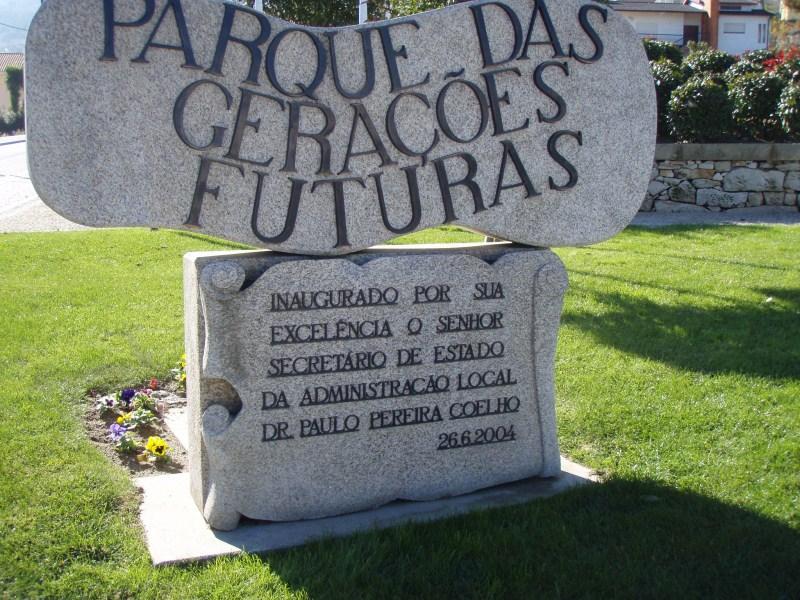 PARQUE DAS
GERAÇÕES
FUTURAS
INAUGURADO POR SUA
EXCELÊNCIA O SENHOR
SECRETÁRIO DE ESTADO
DA ADMINISTRAÇÃO LOCAL
DR. PAULO PEREIRA COELHO
26.6.2004